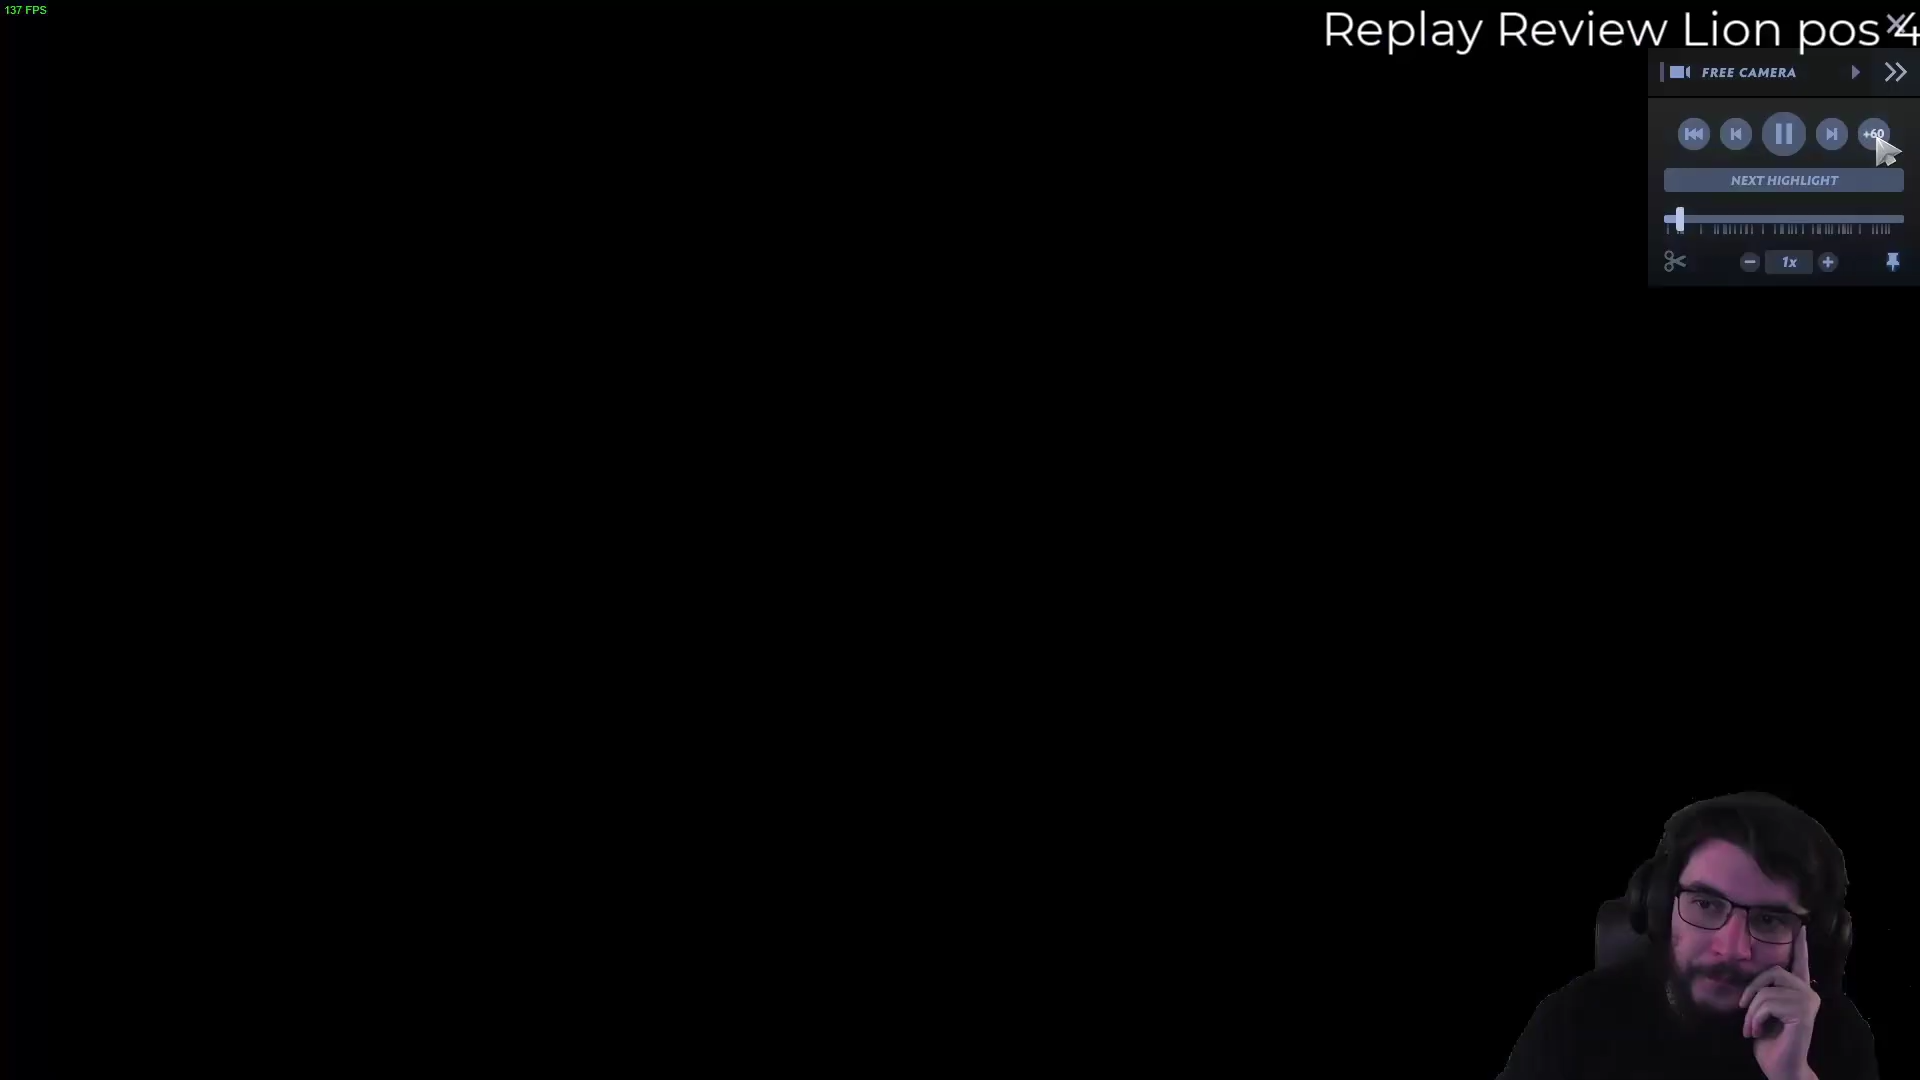 137 FPS
Replay Review Lion pos 4
FREE CAMERA
+60
NEXT HIGHLIGHT
1x